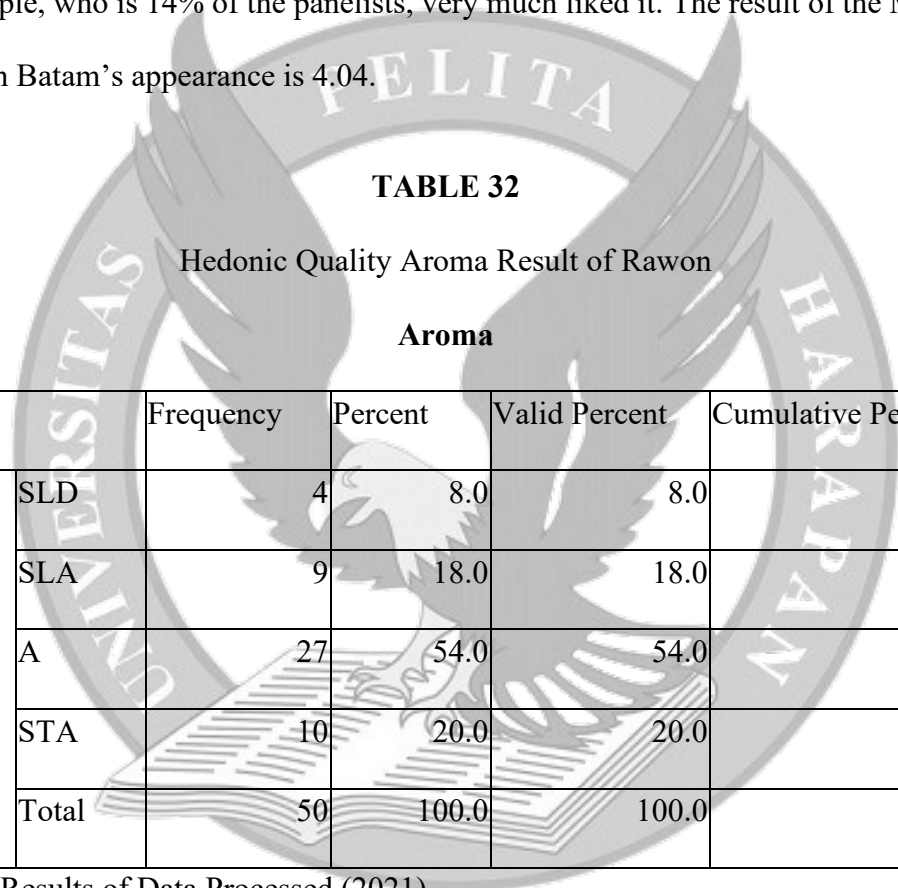 who is 14% of the panelists, very much liked it. The result of the
Batam's appearance is 4.04.
TABLE 32
Hedonic Quality Aroma Result of Rawon
Aroma
Frequency Percent Valid Percent Cumulative
SLD 4 8.0 8.0
SLA 9 18.0 18.0
A 27 54.0 54.0
STA 10 20.0 20.0
Total 50 100.0 100.0
Results of Data Processed (2021)
UNIVERSITAS PELITA HARAPAN